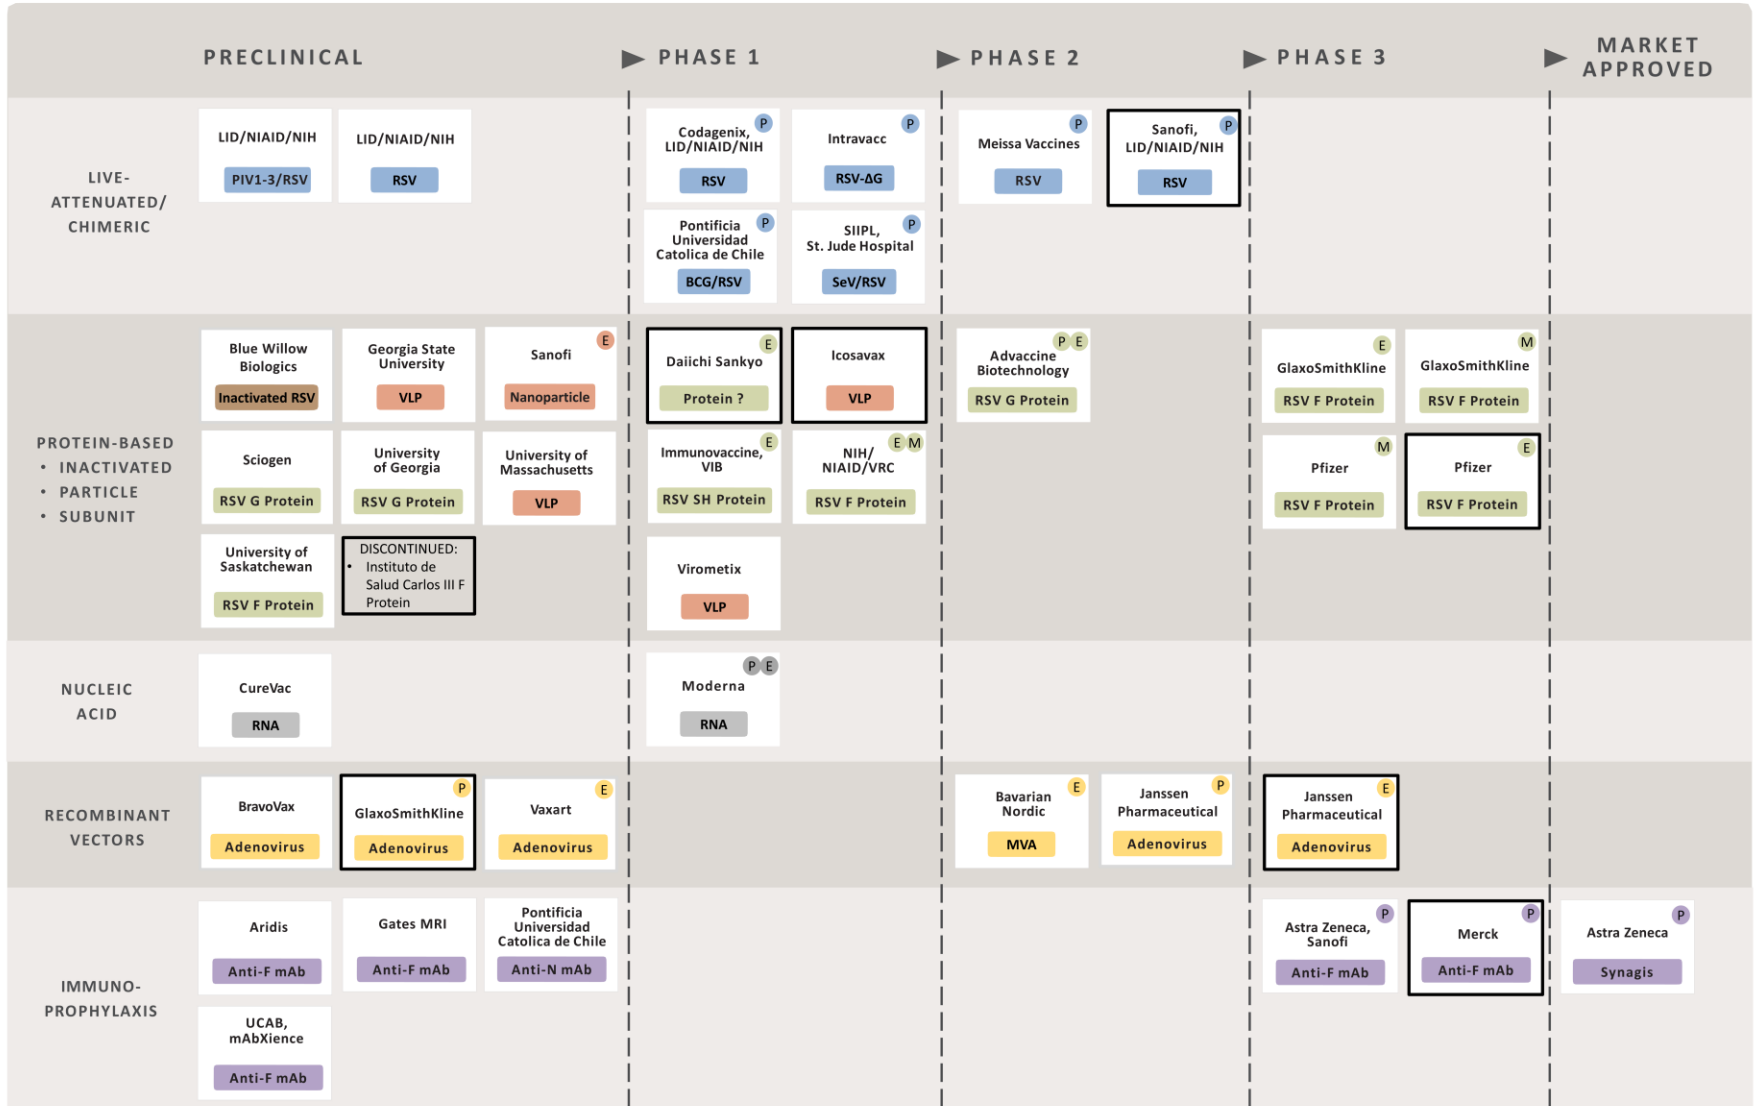 PRECLINICAL
PHASE 1
PHASE 2
PHASE 3
MARKET
APPROVED
LIVE-
ATTENUATED/
CHIMERIC
LID/NIAID/NIH
PIV1-3/RSV
LID/NIAID/NIH
RSV
P
Codagenix,
LID/NIAID/NIH
RSV
P
Intravacc
RSV-ΔG
P
Pontificia
Universidad
Catolica de Chile
BCG/RSV
P
SIIPL,
St. Jude Hospital
SeV/RSV
P
Meissa Vaccines
RSV
P
Sanofi,
LID/NIAID/NIH
RSV
PROTEIN-BASED
• INACTIVATED
• PARTICLE
• SUBUNIT
Blue Willow
Biologics
Inactivated RSV
Georgia State
University
VLP
E
Sanofi
Nanoparticle
Sciogen
RSV G Protein
University
of Georgia
RSV G Protein
University of
Massachusetts
VLP
University of
Saskatchewan
RSV F Protein
DISCONTINUED:
• Instituto de
Salud Carlos III F
Protein
E
Daiichi Sankyo
Protein ?
Icosavax
VLP
E
Immunovaccine,
VIB
RSV SH Protein
E M
NIH/
NIAID/VRC
RSV F Protein
Virometix
VLP
P E
Advaccine
Biotechnology
RSV G Protein
E
GlaxoSmithKline
RSV F Protein
M
GlaxoSmithKline
RSV F Protein
M
Pfizer
RSV F Protein
E
Pfizer
RSV F Protein
NUCLEIC
ACID
CureVac
RNA
P E
Moderna
RNA
RECOMBINANT
VECTORS
BravoVax
Adenovirus
P
GlaxoSmithKline
Adenovirus
E
Vaxart
Adenovirus
E
Bavarian
Nordic
MVA
P
Janssen
Pharmaceutical
Adenovirus
E
Janssen
Pharmaceutical
Adenovirus
IMMUNO-
PROPHYLAXIS
Aridis
Anti-F mAb
Gates MRI
Anti-F mAb
Pontificia
Universidad
Catolica de Chile
Anti-N mAb
UCAB,
mAbXience
Anti-F mAb
P
Astra Zeneca,
Sanofi
Anti-F mAb
P
Merck
Anti-F mAb
P
Astra Zeneca
Synagis